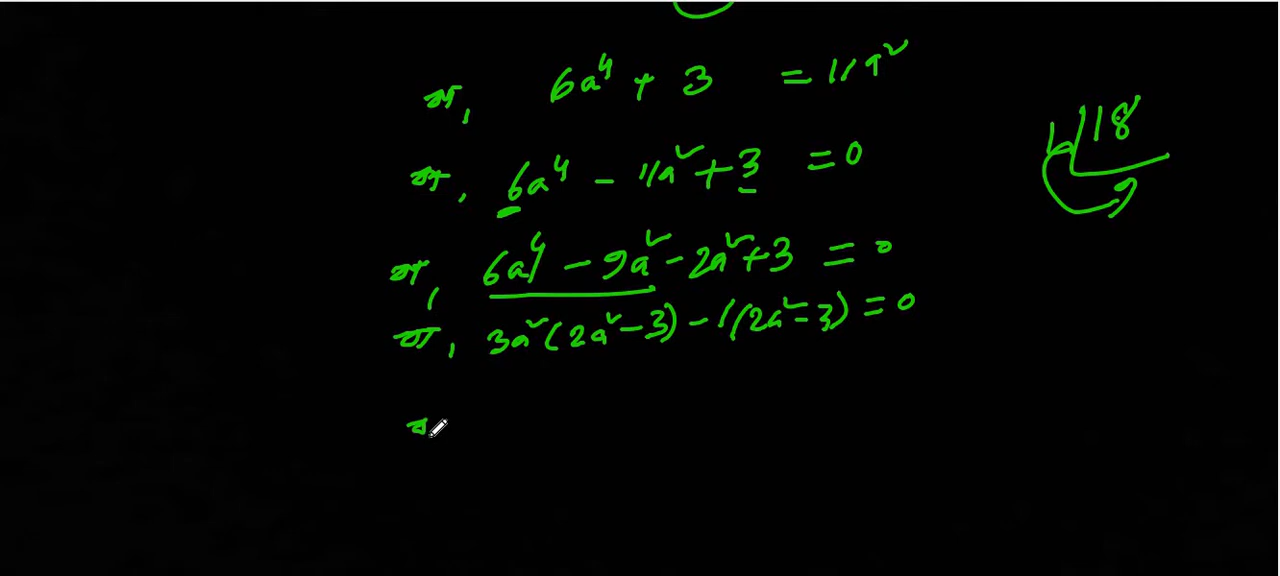 বা, 6a⁴ + 3 = 11a²
বা, 6a⁴ - 11a² + 3 = 0
18
বা, 6a⁴ - 9a² - 2a² + 3 = 0
বা, 3a² (2a² - 3) - 1(2a² - 3) = 0
ব